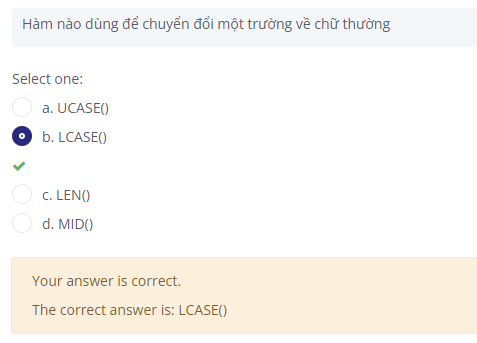 Hàm nào dùng để chuyển đổi một trường về chữ thường
Select one:
a. UCASE()
b. LCASE()
c. LEN()
d. MID()
Your answer is correct.
The correct answer is: LCASE()